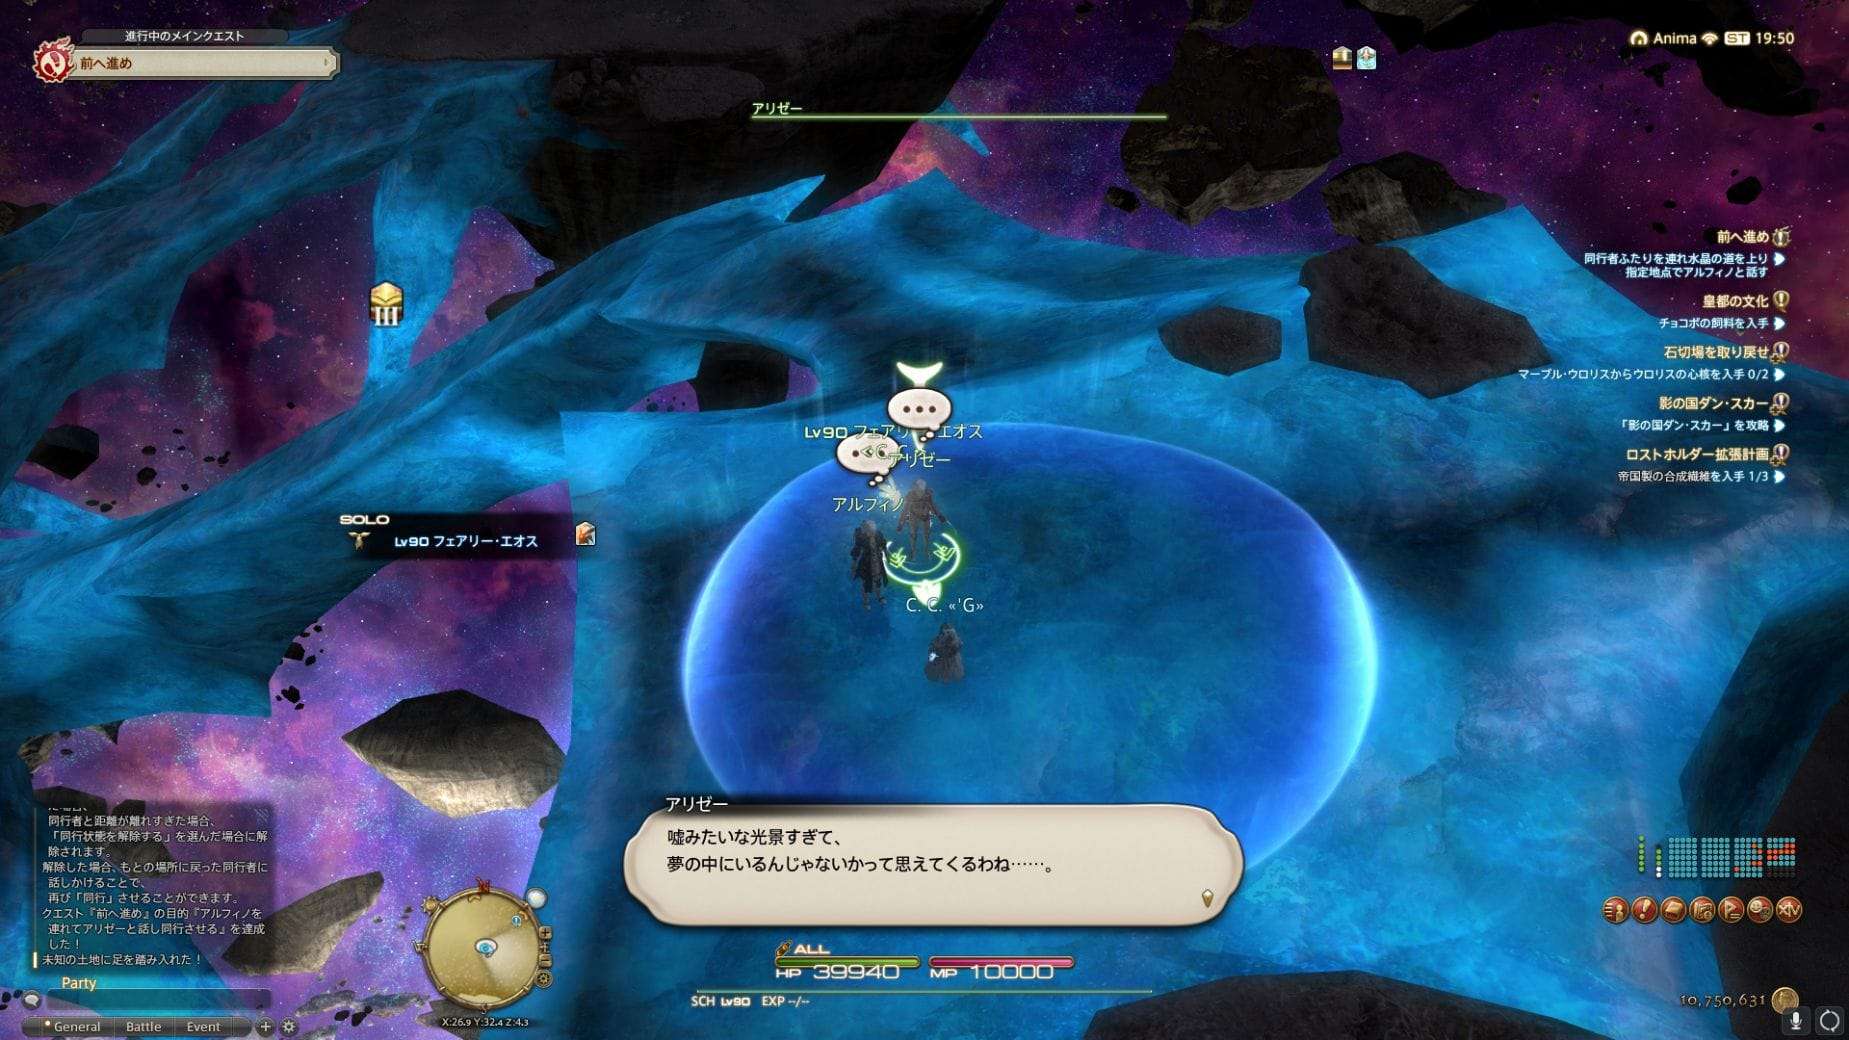 進行中のメインクエスト
前へ進め
Anima ST 19:50
アリゼー
前へ進め
同行者ふたりを連れ水晶の道を上り
指定地点でアルフィノと話す
皇都の文化
チョコボの飼料を入手
石切場を取り戻せ
マーブル・ウロリスからウロリスの心核を入手 0/2
影の国ダン・スカー
「影の国ダン・スカー」を攻略
ロストホルダー拡張計画
帝国製の合成繊維を入手 1/3
III
Lv90 フェアリー・エオス
アリゼー
アルフィノ
SOLO
Lv90 フェアリー・エオス
C. C. «'G»
アリゼー
嘘みたいな光景すぎて、
夢の中にいるんじゃないかって思えてくるわね……。
同行者と距離が離れすぎた場合、
「同行状態を解除する」を選んだ場合に解
除されます。
解除した場合、もとの場所に戻った同行者に
話しかけることで、
再び「同行」させることができます。
クエスト『前へ進め』の目的『アルフィノを
連れてアリゼーと話し同行させる』を達成
した！
未知の土地に足を踏み入れた！
Party
General Battle Event
X:26.9 Y:32.4 Z:4.3
ALL
HP 39940 MP 10000
SCH Lv90 EXP --/--
XIV
10,750,631